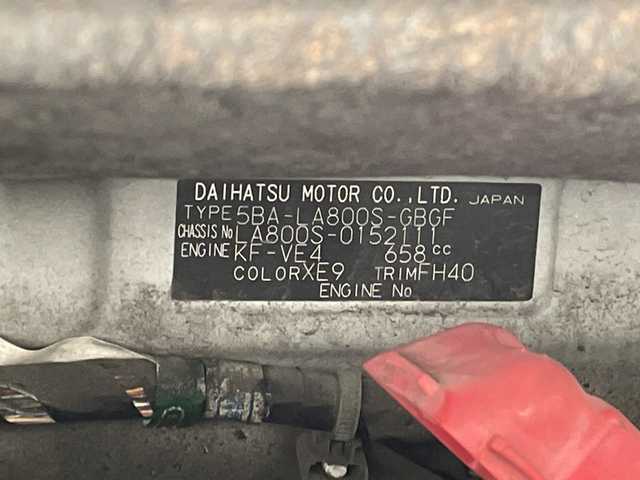 DAIHATSU MOTOR CO.,LTD. JAPAN
TYPE 5BA-LA800S-GBGF
CHASSIS No LA800S-0152111
ENGINE KF-VE4 658cc
COLOR XE9 TRIM FH40
ENGINE No